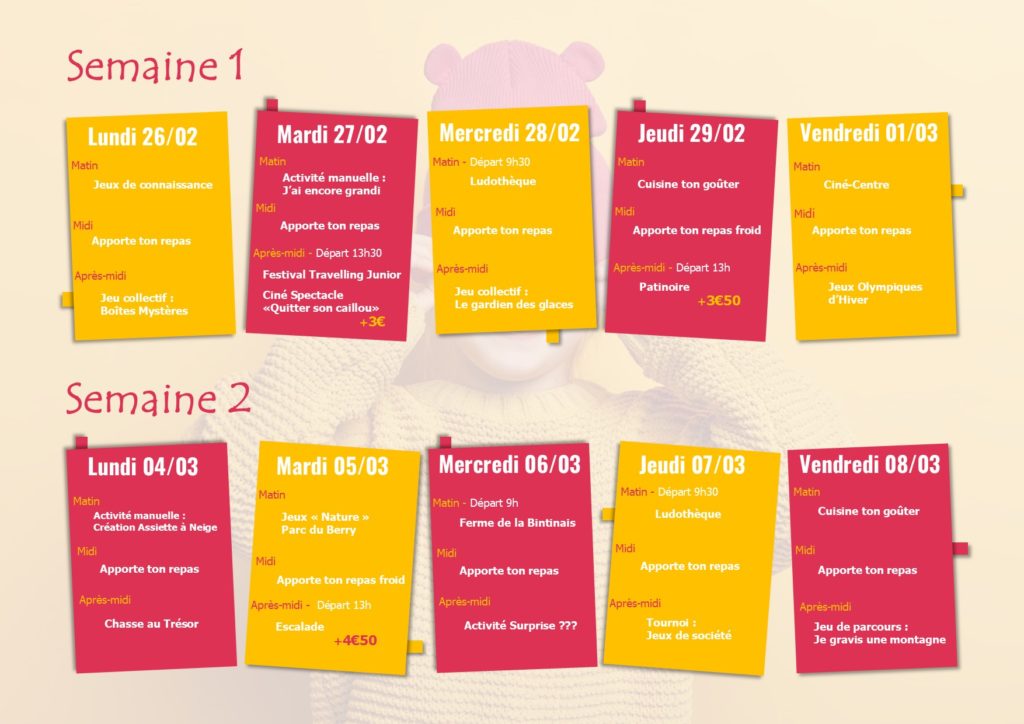 Semaine 1
Lundi 26/02
Matin
Jeux de connaissance
Midi
Apporte ton repas
Après-midi
Jeu collectif :
Boîtes Mystères
Mardi 27/02
Matin
Activité manuelle :
J'ai encore grandi
Midi
Apporte ton repas
Après-midi - Départ 13h30
Festival Travelling Junior
Ciné Spectacle
«Quitter son caillou»
+3€
Mercredi 28/02
Matin - Départ 9h30
Ludothèque
Midi
Apporte ton repas
Après-midi
Jeu collectif :
Le gardien des glaces
Jeudi 29/02
Matin
Cuisine ton goûter
Midi
Apporte ton repas froid
Après-midi - Départ 13h
Patinoire
+3€50
Vendredi 01/03
Matin
Ciné-Centre
Midi
Apporte ton repas
Après-midi
Jeux Olympiques
d'Hiver
Semaine 2
Lundi 04/03
Matin
Activité manuelle :
Création Assiette à Neige
Midi
Apporte ton repas
Après-midi
Chasse au Trésor
Mardi 05/03
Matin
Jeux « Nature »
Parc du Berry
Midi
Apporte ton repas froid
Après-midi - Départ 13h
Escalade
+4€50
Mercredi 06/03
Matin - Départ 9h
Ferme de la Bintinais
Midi
Apporte ton repas
Après-midi
Activité Surprise ???
Jeudi 07/03
Matin - Départ 9h30
Ludothèque
Midi
Apporte ton repas
Après-midi
Tournoi :
Jeux de société
Vendredi 08/03
Matin
Cuisine ton goûter
Midi
Apporte ton repas
Après-midi
Jeu de parcours :
Je gravis une montagne